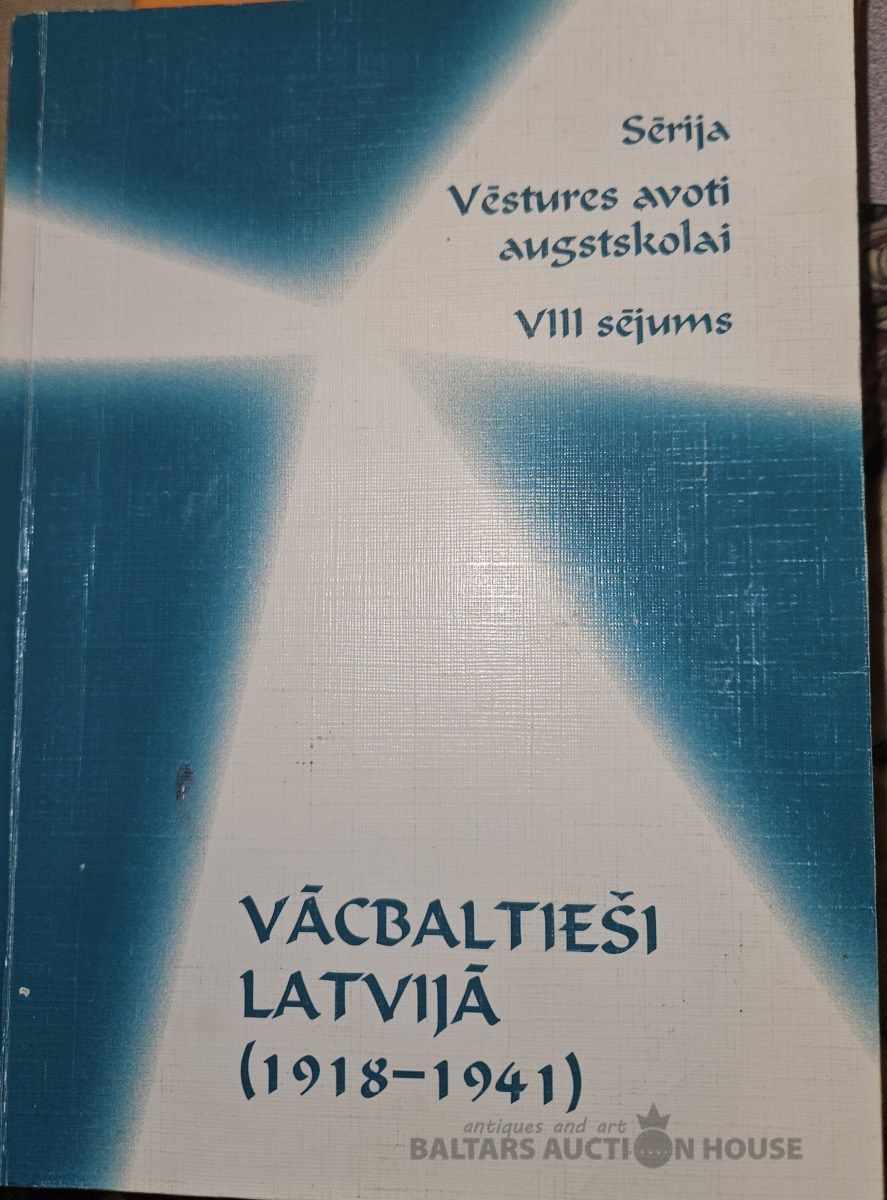 Sērija
Vēstures avoti
augstskolai
VIII sējums
VĀCBALTIEŠI
LATVIJĀ
(1918–1941)
antiques and art
BALTARS AUCTION HOUSE